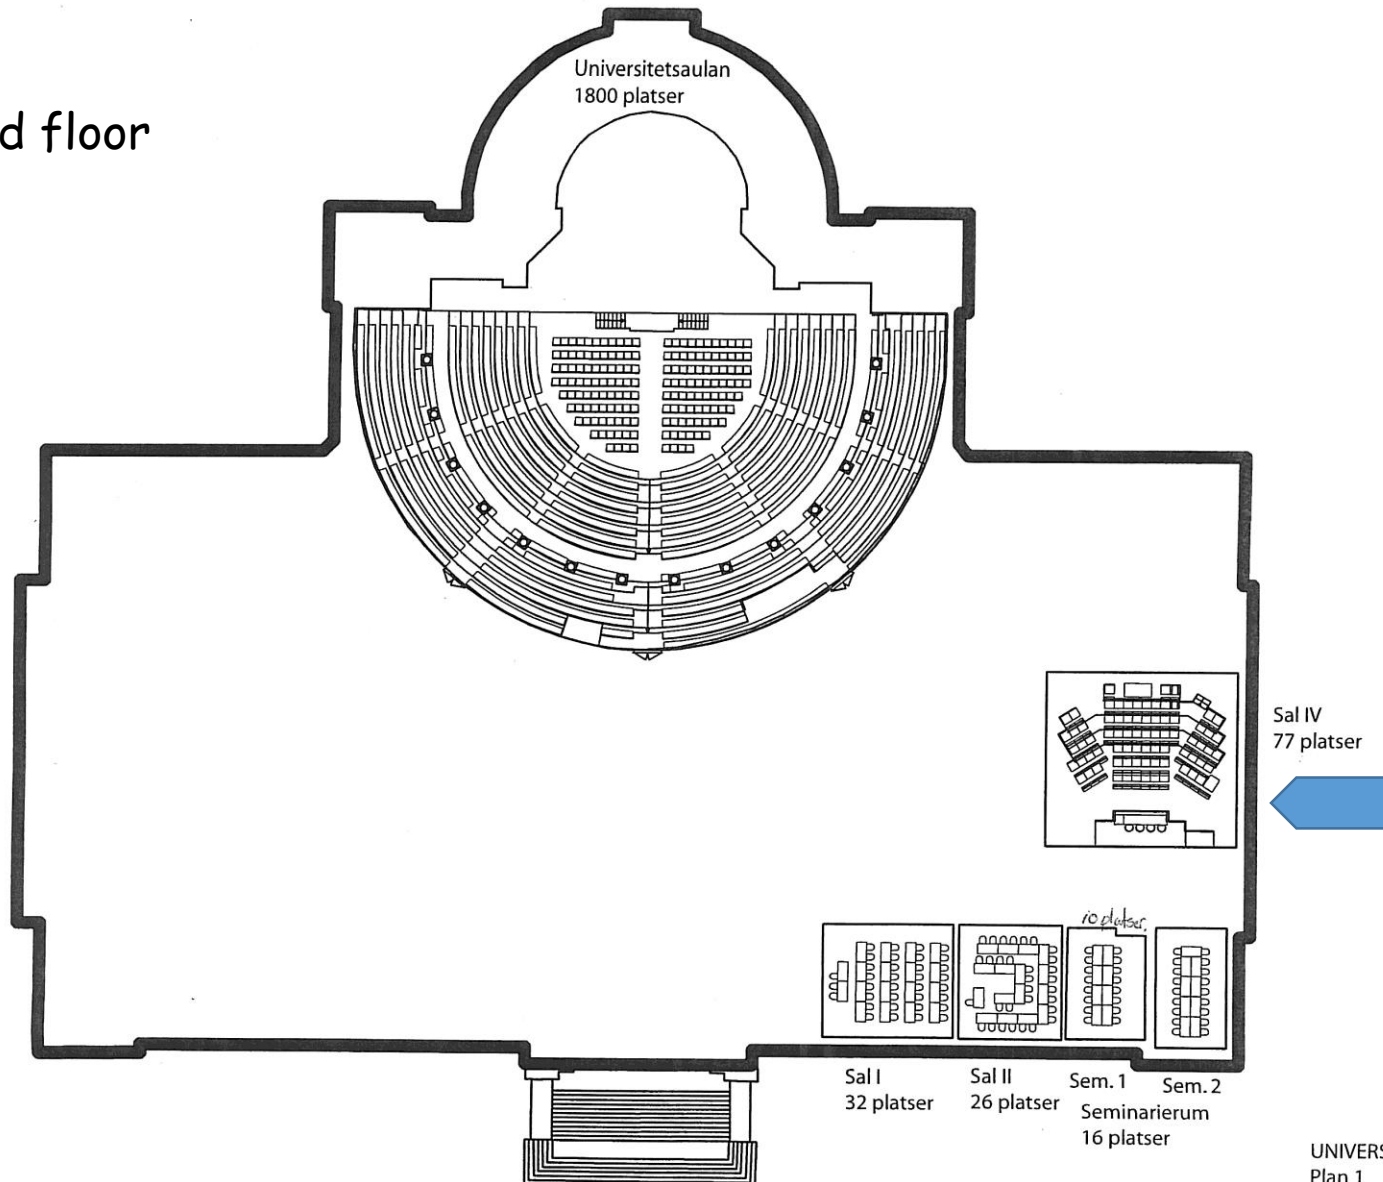 d floor
Universitetsaulan
1800 platser
Sal IV
77 platser
10 platser.
Sal I
32 platser
Sal II
26 platser
Sem. 1
Sem. 2
Seminarierum
16 platser
UNIVERS
Plan 1